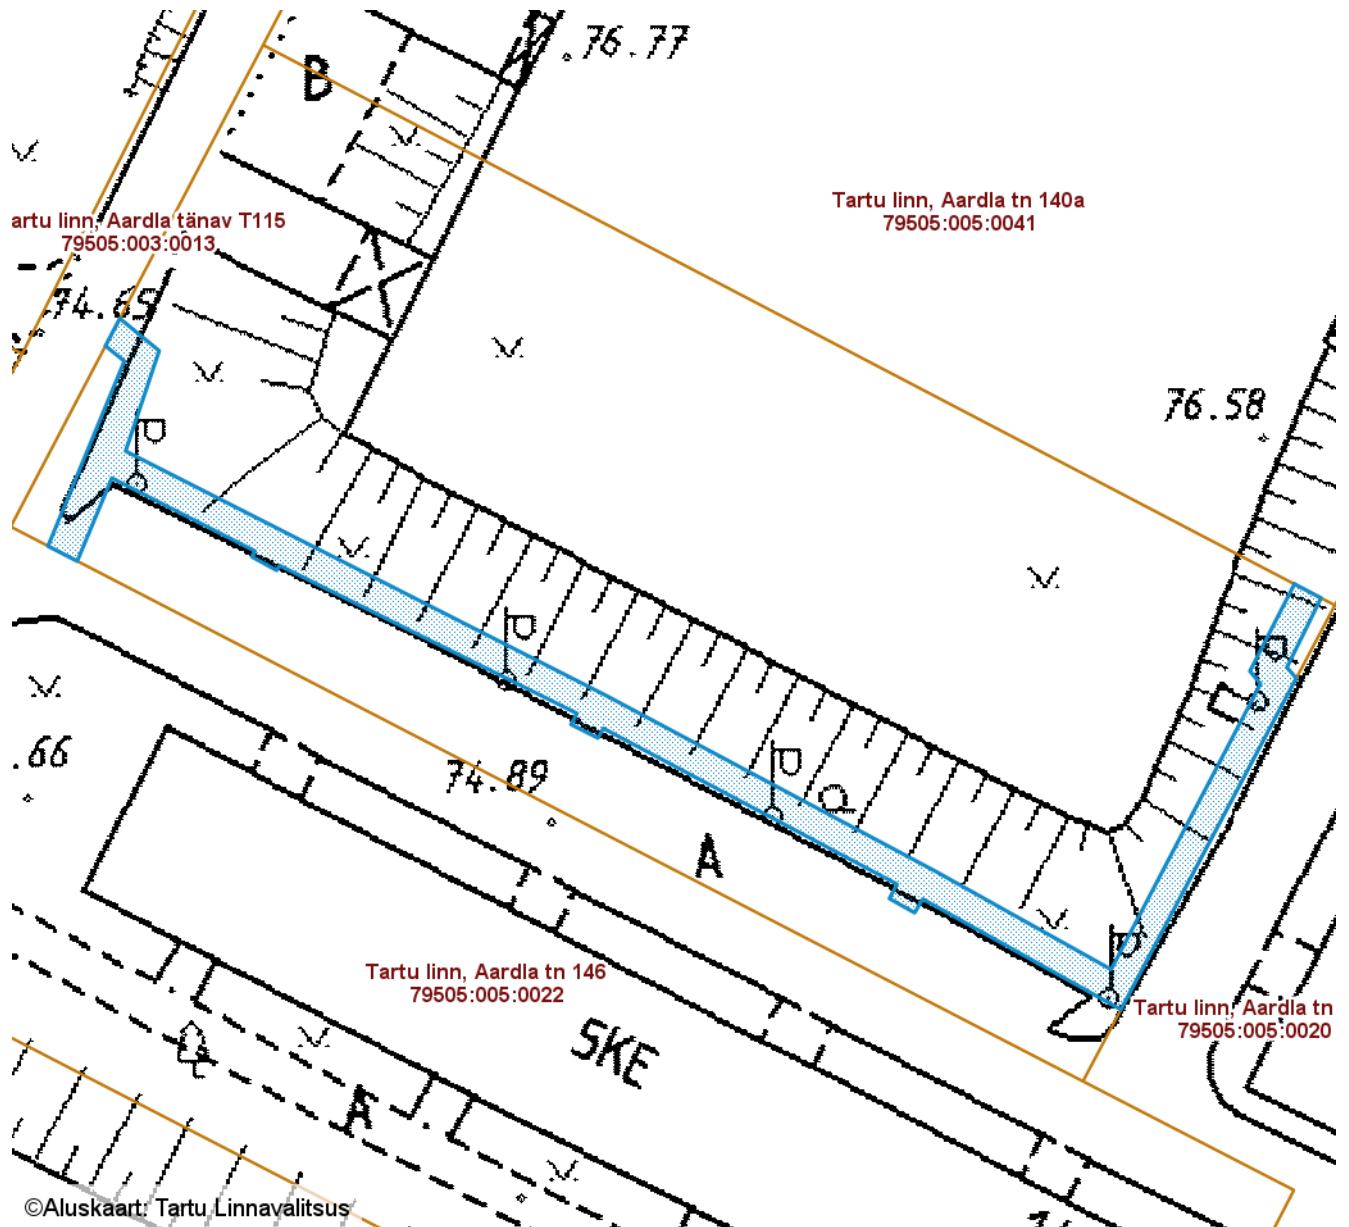 76.77
B
Tartu linn, Aardla tn 140a
79505:005:0041
artu linn, Aardla tänav T115
79505:003:0013
74.65
76.58
.66
74.89
A
Tartu linn, Aardla tn 146
79505:005:0022
Tartu linn, Aardla tn
79505:005:0020
SKE
A
©Aluskaart: Tartu Linnavalitsus